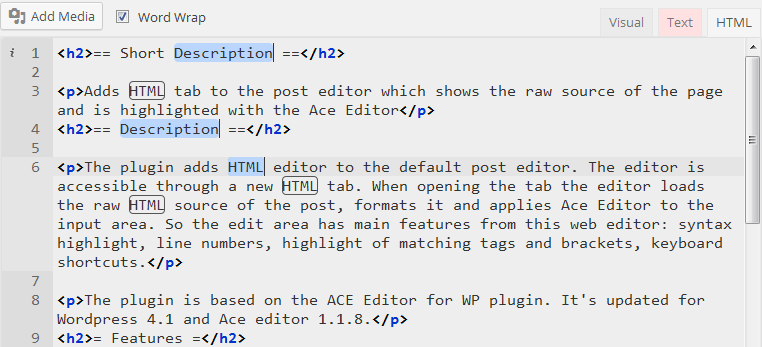 Add Media Word Wrap Visual Text HTML
i 1 <h2>== Short Description ==</h2>
2
3 <p>Adds HTML tab to the post editor which shows the raw source of the page
and is highlighted with the Ace Editor</p>
4 <h2>== Description ==</h2>
5
6 <p>The plugin adds HTML editor to the default post editor. The editor is
accessible through a new HTML tab. When opening the tab the editor loads
the raw HTML source of the post, formats it and applies Ace Editor to the
input area. So the edit area has main features from this web editor: syntax
highlight, line numbers, highlight of matching tags and brackets, keyboard
shortcuts.</p>
7
8 <p>The plugin is based on the ACE Editor for WP plugin. It's updated for
Wordpress 4.1 and Ace editor 1.1.8.</p>
9 <h2>= Features =</h2>